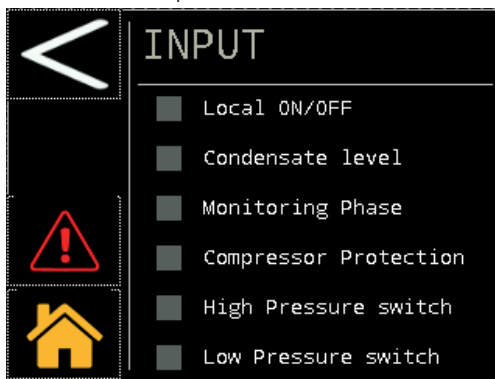 INPUT
Local ON/OFF
Condensate level
Monitoring Phase
Compressor Protection
High Pressure switch
Low Pressure switch